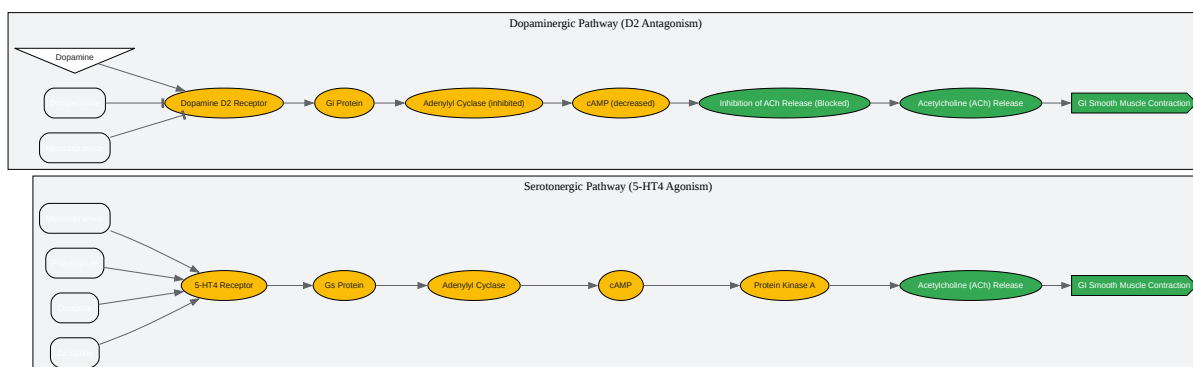 Dopaminergic Pathway (D2 Antagonism)
Dopamine
Dopamine D2 Receptor
Gi Protein
Adenylyl Cyclase (inhibited)
cAMP (decreased)
Inhibition of ACh Release (Blocked)
Acetylcholine (ACh) Release
GI Smooth Muscle Contraction
Serotonergic Pathway (5-HT4 Agonism)
5-HT4 Receptor
Gs Protein
Adenylyl Cyclase
cAMP
Protein Kinase A
Acetylcholine (ACh) Release
GI Smooth Muscle Contraction